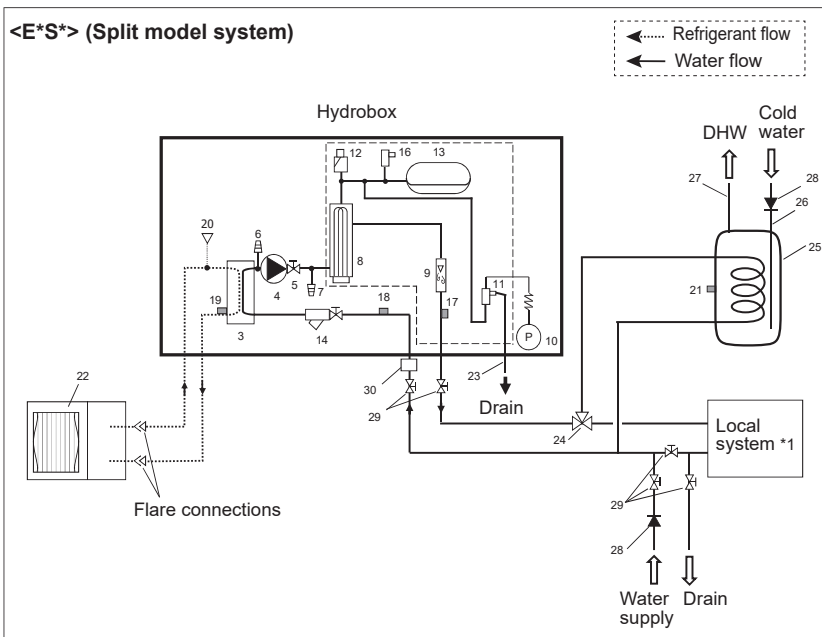 <E*S*> (Split model system)
Refrigerant flow
Water flow
Hydrobox
DHW
Cold
water
12
16
13
27
28
26
20
6
25
8
9
11
21
5
7
4
19
17
18
3
14
10
P
30
23
22
29
Drain
24
Local
system *1
Flare connections
29
28
Water
supply
Drain